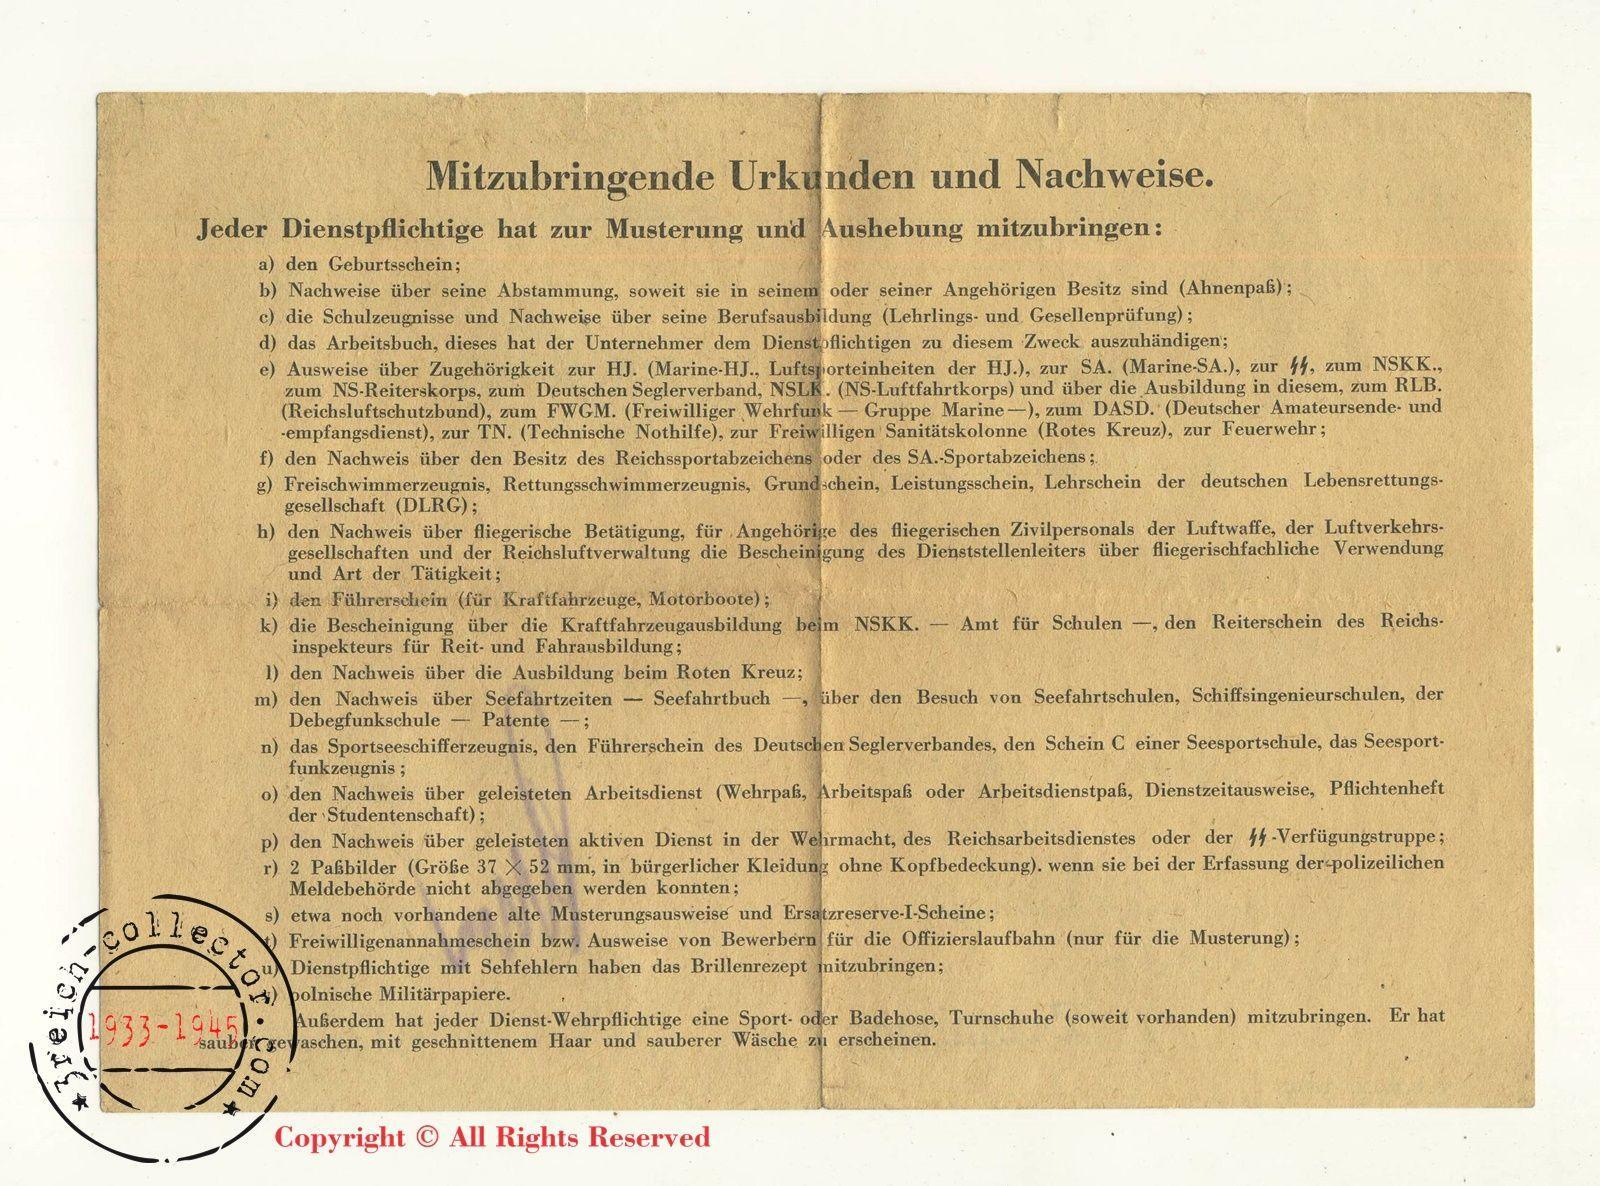 Mitzubringende Urkunden und Nachweise.
Jeder Dienstpflichtige hat zur Musterung und Aushebung mitzubringen:
a) den Geburtsschein;
b) Nachweise über seine Abstammung, soweit sie in seinem oder seiner Angehörigen Besitz sind (Ahnenpaß);
c) die Schulzeugnisse und Nachweise über seine Berufsausbildung (Lehrlings- und Gesellenprüfung);
d) das Arbeitsbuch, dieses hat der Unternehmer dem Dienstpflichtigen zu diesem Zweck auszuhändigen;
e) Ausweise über Zugehörigkeit zur HJ. (Marine-HJ., Luftsporteinheiten der HJ.), zur SA. (Marine-SA.), zur ᛋᛋ, zum NSKK.,
zum NS-Reiterskorps, zum Deutschen Seglerverband, NSLK. (NS-Luftfahrtkorps) und über die Ausbildung in diesem, zum RLB.
(Reichsluftschutzbund), zum FWGM. (Freiwilliger Wehrfunk — Gruppe Marine —), zum DASD. (Deutscher Amateursende- und
-empfangsdienst), zur TN. (Technische Nothilfe), zur Freiwilligen Sanitätskolonne (Rotes Kreuz), zur Feuerwehr;
f) den Nachweis über den Besitz des Reichssportabzeichens oder des SA.-Sportabzeichens;
g) Freischwimmerzeugnis, Rettungsschwimmerzeugnis, Grundschein, Leistungsschein, Lehrschein der deutschen Lebensrettungs-
gesellschaft (DLRG);
h) den Nachweis über fliegerische Betätigung, für Angehörige des fliegerischen Zivilpersonals der Luftwaffe, der Luftverkehrs-
gesellschaften und der Reichsluftverwaltung die Bescheinigung des Dienststellenleiters über fliegerischfachliche Verwendung
und Art der Tätigkeit;
i) den Führerschein (für Kraftfahrzeuge, Motorboote);
k) die Bescheinigung über die Kraftfahrzeugausbildung beim NSKK. — Amt für Schulen —, den Reiterschein des Reichs-
inspekteurs für Reit- und Fahrausbildung;
l) den Nachweis über die Ausbildung beim Roten Kreuz;
m) den Nachweis über Seefahrtzeiten — Seefahrtbuch —, über den Besuch von Seefahrtschulen, Schiffsingenieurschulen, der
Debegfunkschule — Patente —;
n) das Sportseeschifferzeugnis, den Führerschein des Deutschen Seglerverbandes, den Schein C einer Seesportschule, das Seesport-
funkzeugnis;
o) den Nachweis über geleisteten Arbeitsdienst (Wehrpaß, Arbeitspaß oder Arbeitsdienstpaß, Dienstzeitausweise, Pflichtenheft
der Studentenschaft);
p) den Nachweis über geleisteten aktiven Dienst in der Wehrmacht, des Reichsarbeitsdienstes oder der ᛋᛋ-Verfügungstruppe;
r) 2 Paßbilder (Größe 37 × 52 mm, in bürgerlicher Kleidung ohne Kopfbedeckung). wenn sie bei der Erfassung der polizeilichen
Meldebehörde nicht abgegeben werden konnten;
s) etwa noch vorhandene alte Musterungsausweise und Ersatzreserve-I-Scheine;
t) Freiwilligenannahmeschein bzw. Ausweise von Bewerbern für die Offizierslaufbahn (nur für die Musterung);
u) Dienstpflichtige mit Sehfehlern haben das Brillenrezept mitzubringen;
polnische Militärpapiere.
Außerdem hat jeder Dienst-Wehrpflichtige eine Sport- oder Badehose, Turnschuhe (soweit vorhanden) mitzubringen. Er hat
sauber gewaschen, mit geschnittenem Haar und sauberer Wäsche zu erscheinen.
3reich-collector.com
1933-1945
Copyright © All Rights Reserved